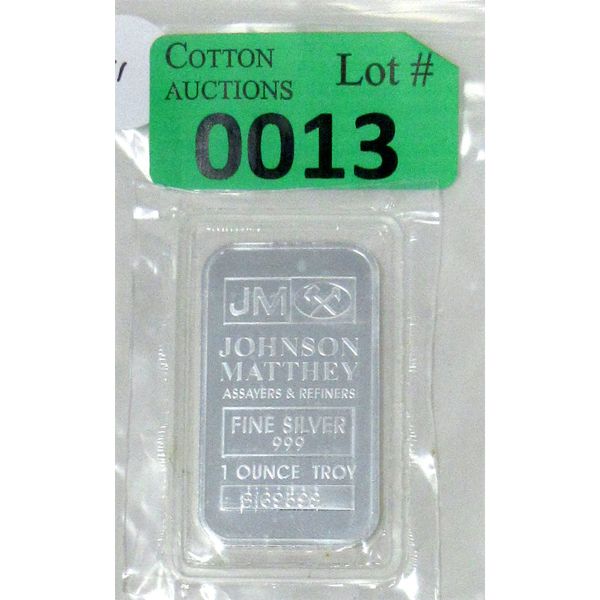 COTTON
AUCTIONS
Lot #
0013
JM
JOHNSON
MATTHEY
ASSAYERS & REFINERS
FINE SILVER
999
1 OUNCE TROY